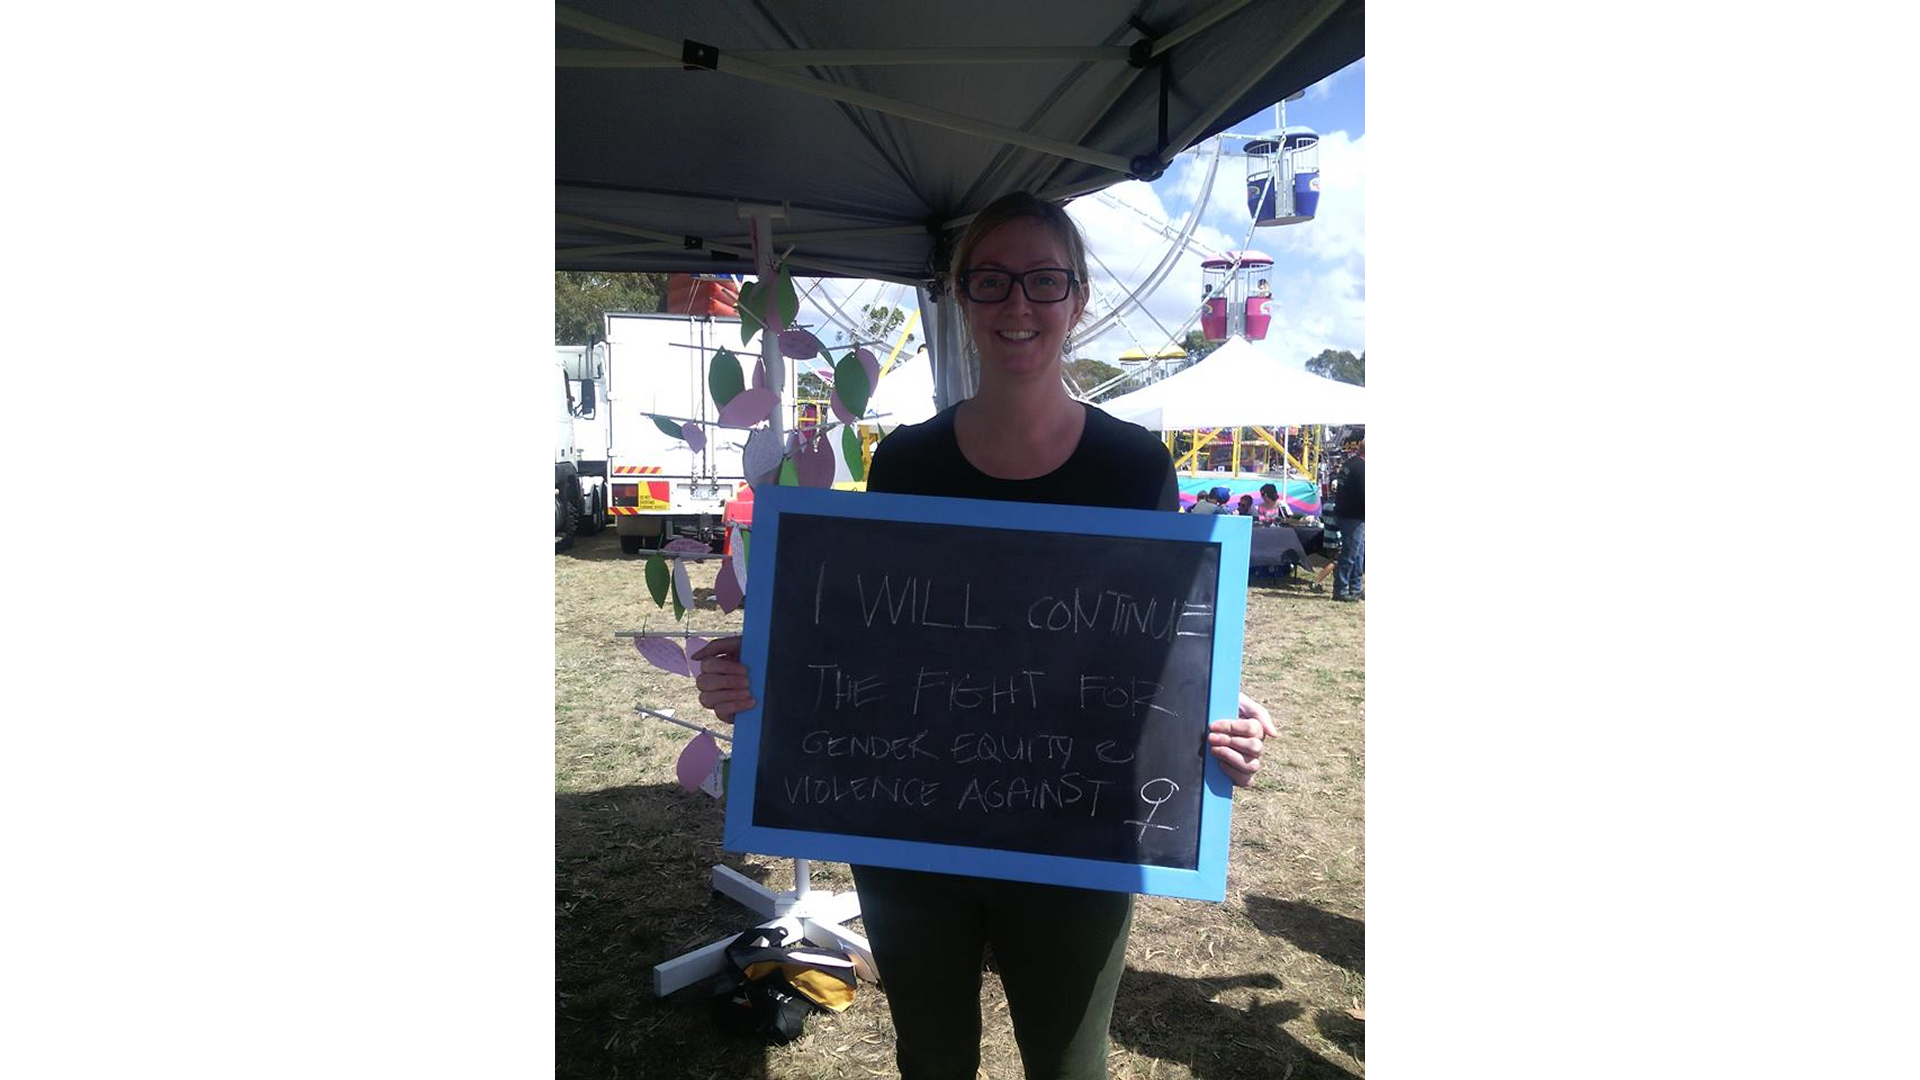 I WILL CONTINUE
THE FIGHT FOR
GENDER EQUITY &
VIOLENCE AGAINST ♀